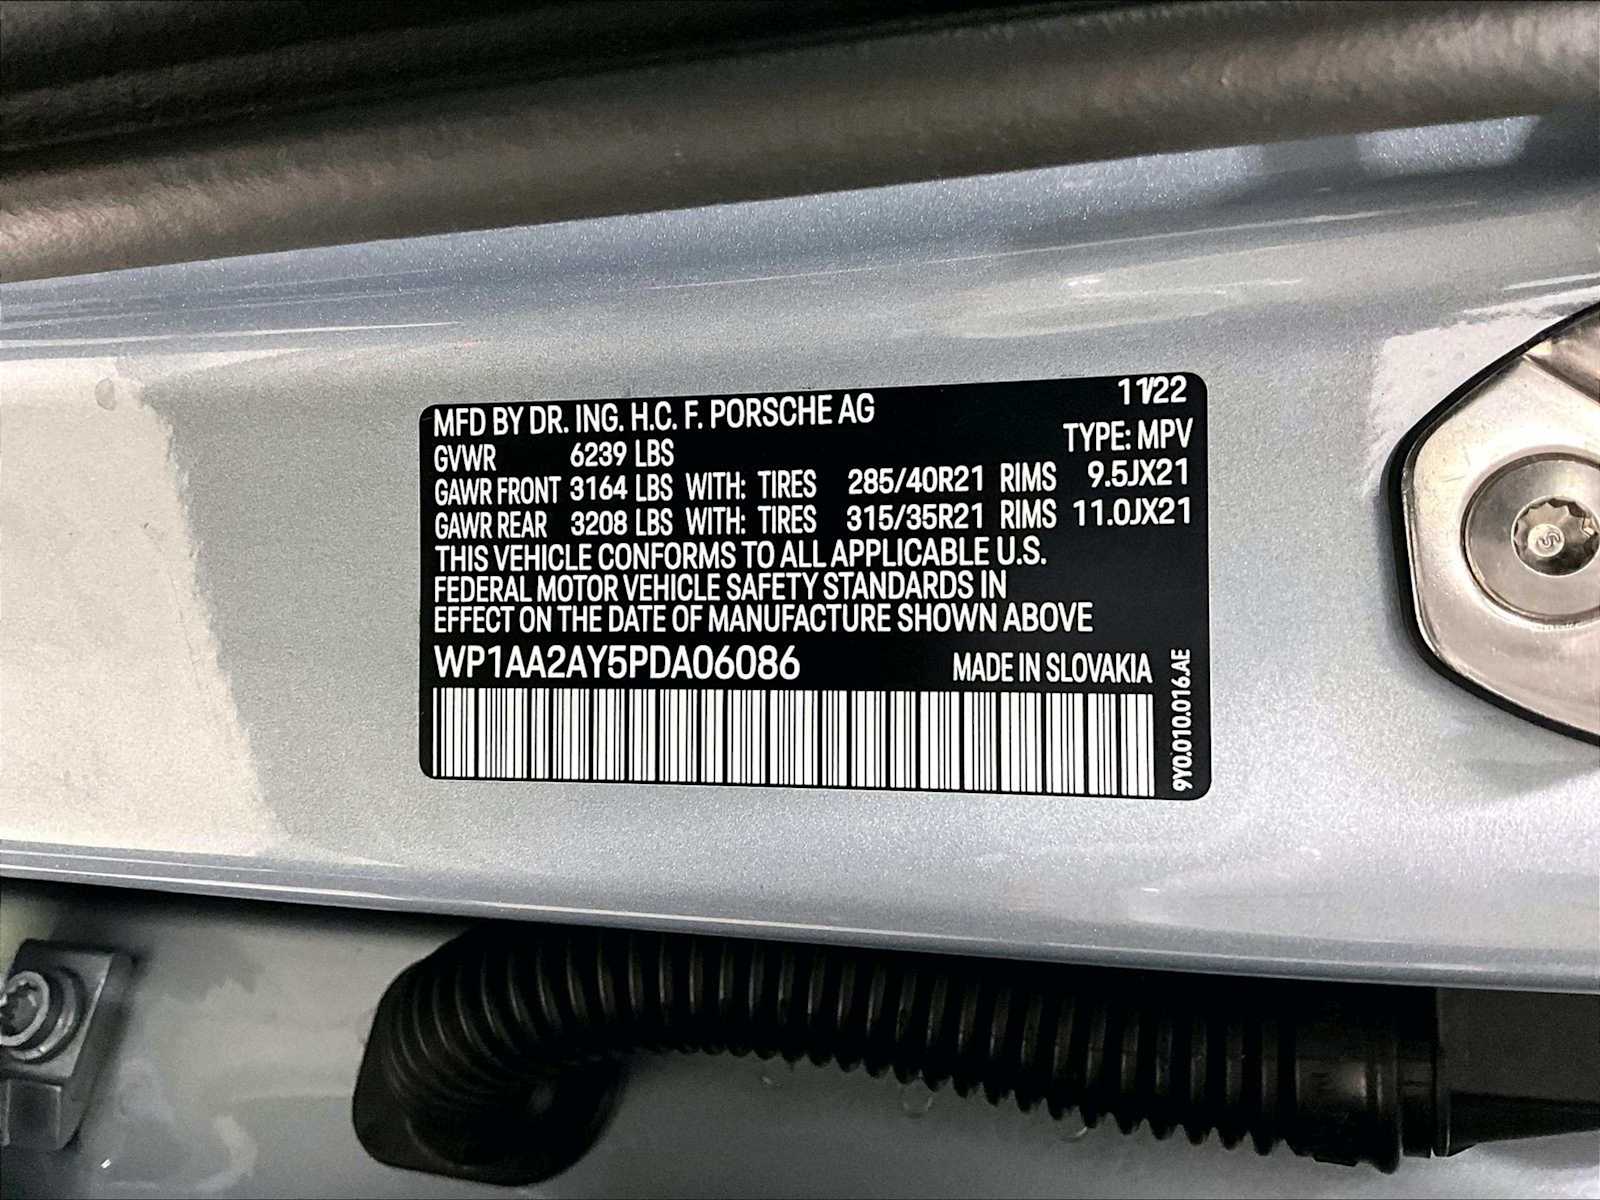 MFD BY DR. ING. H.C. F. PORSCHE AG 11/22
GVWR 6239 LBS TYPE: MPV
GAWR FRONT 3164 LBS WITH: TIRES 285/40R21 RIMS 9.5JX21
GAWR REAR 3208 LBS WITH: TIRES 315/35R21 RIMS 11.0JX21
THIS VEHICLE CONFORMS TO ALL APPLICABLE U.S.
FEDERAL MOTOR VEHICLE SAFETY STANDARDS IN
EFFECT ON THE DATE OF MANUFACTURE SHOWN ABOVE
WP1AA2AY5PDA06086 MADE IN SLOVAKIA
9Y0.010.016.AE